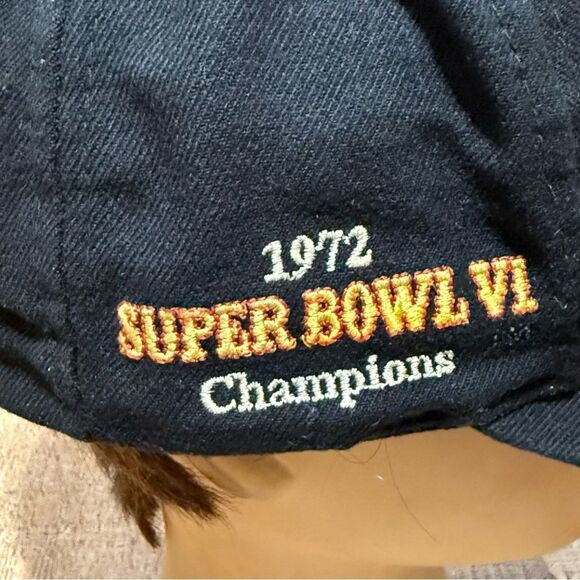 1972
SUPER BOWL VI
Champions